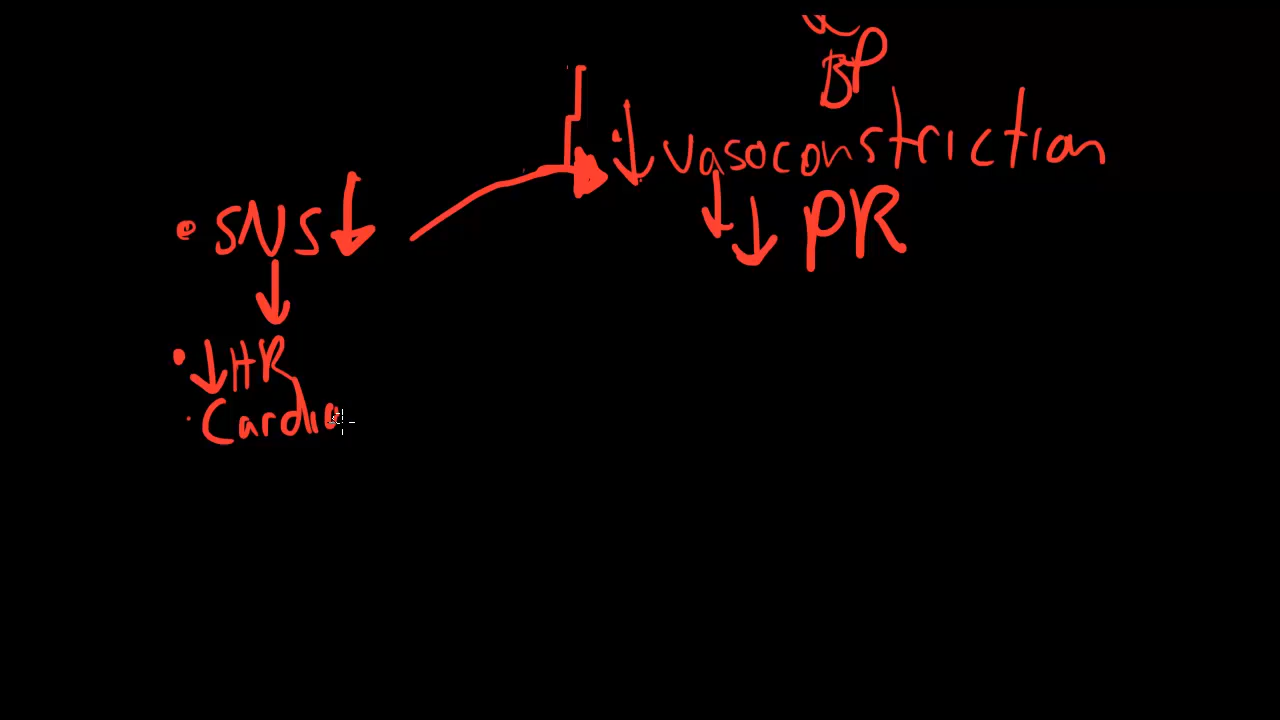 BP
• ↓ vasoconstriction
• SNS ↓
↓ ↓ PR
• ↓ HR
• Cardio